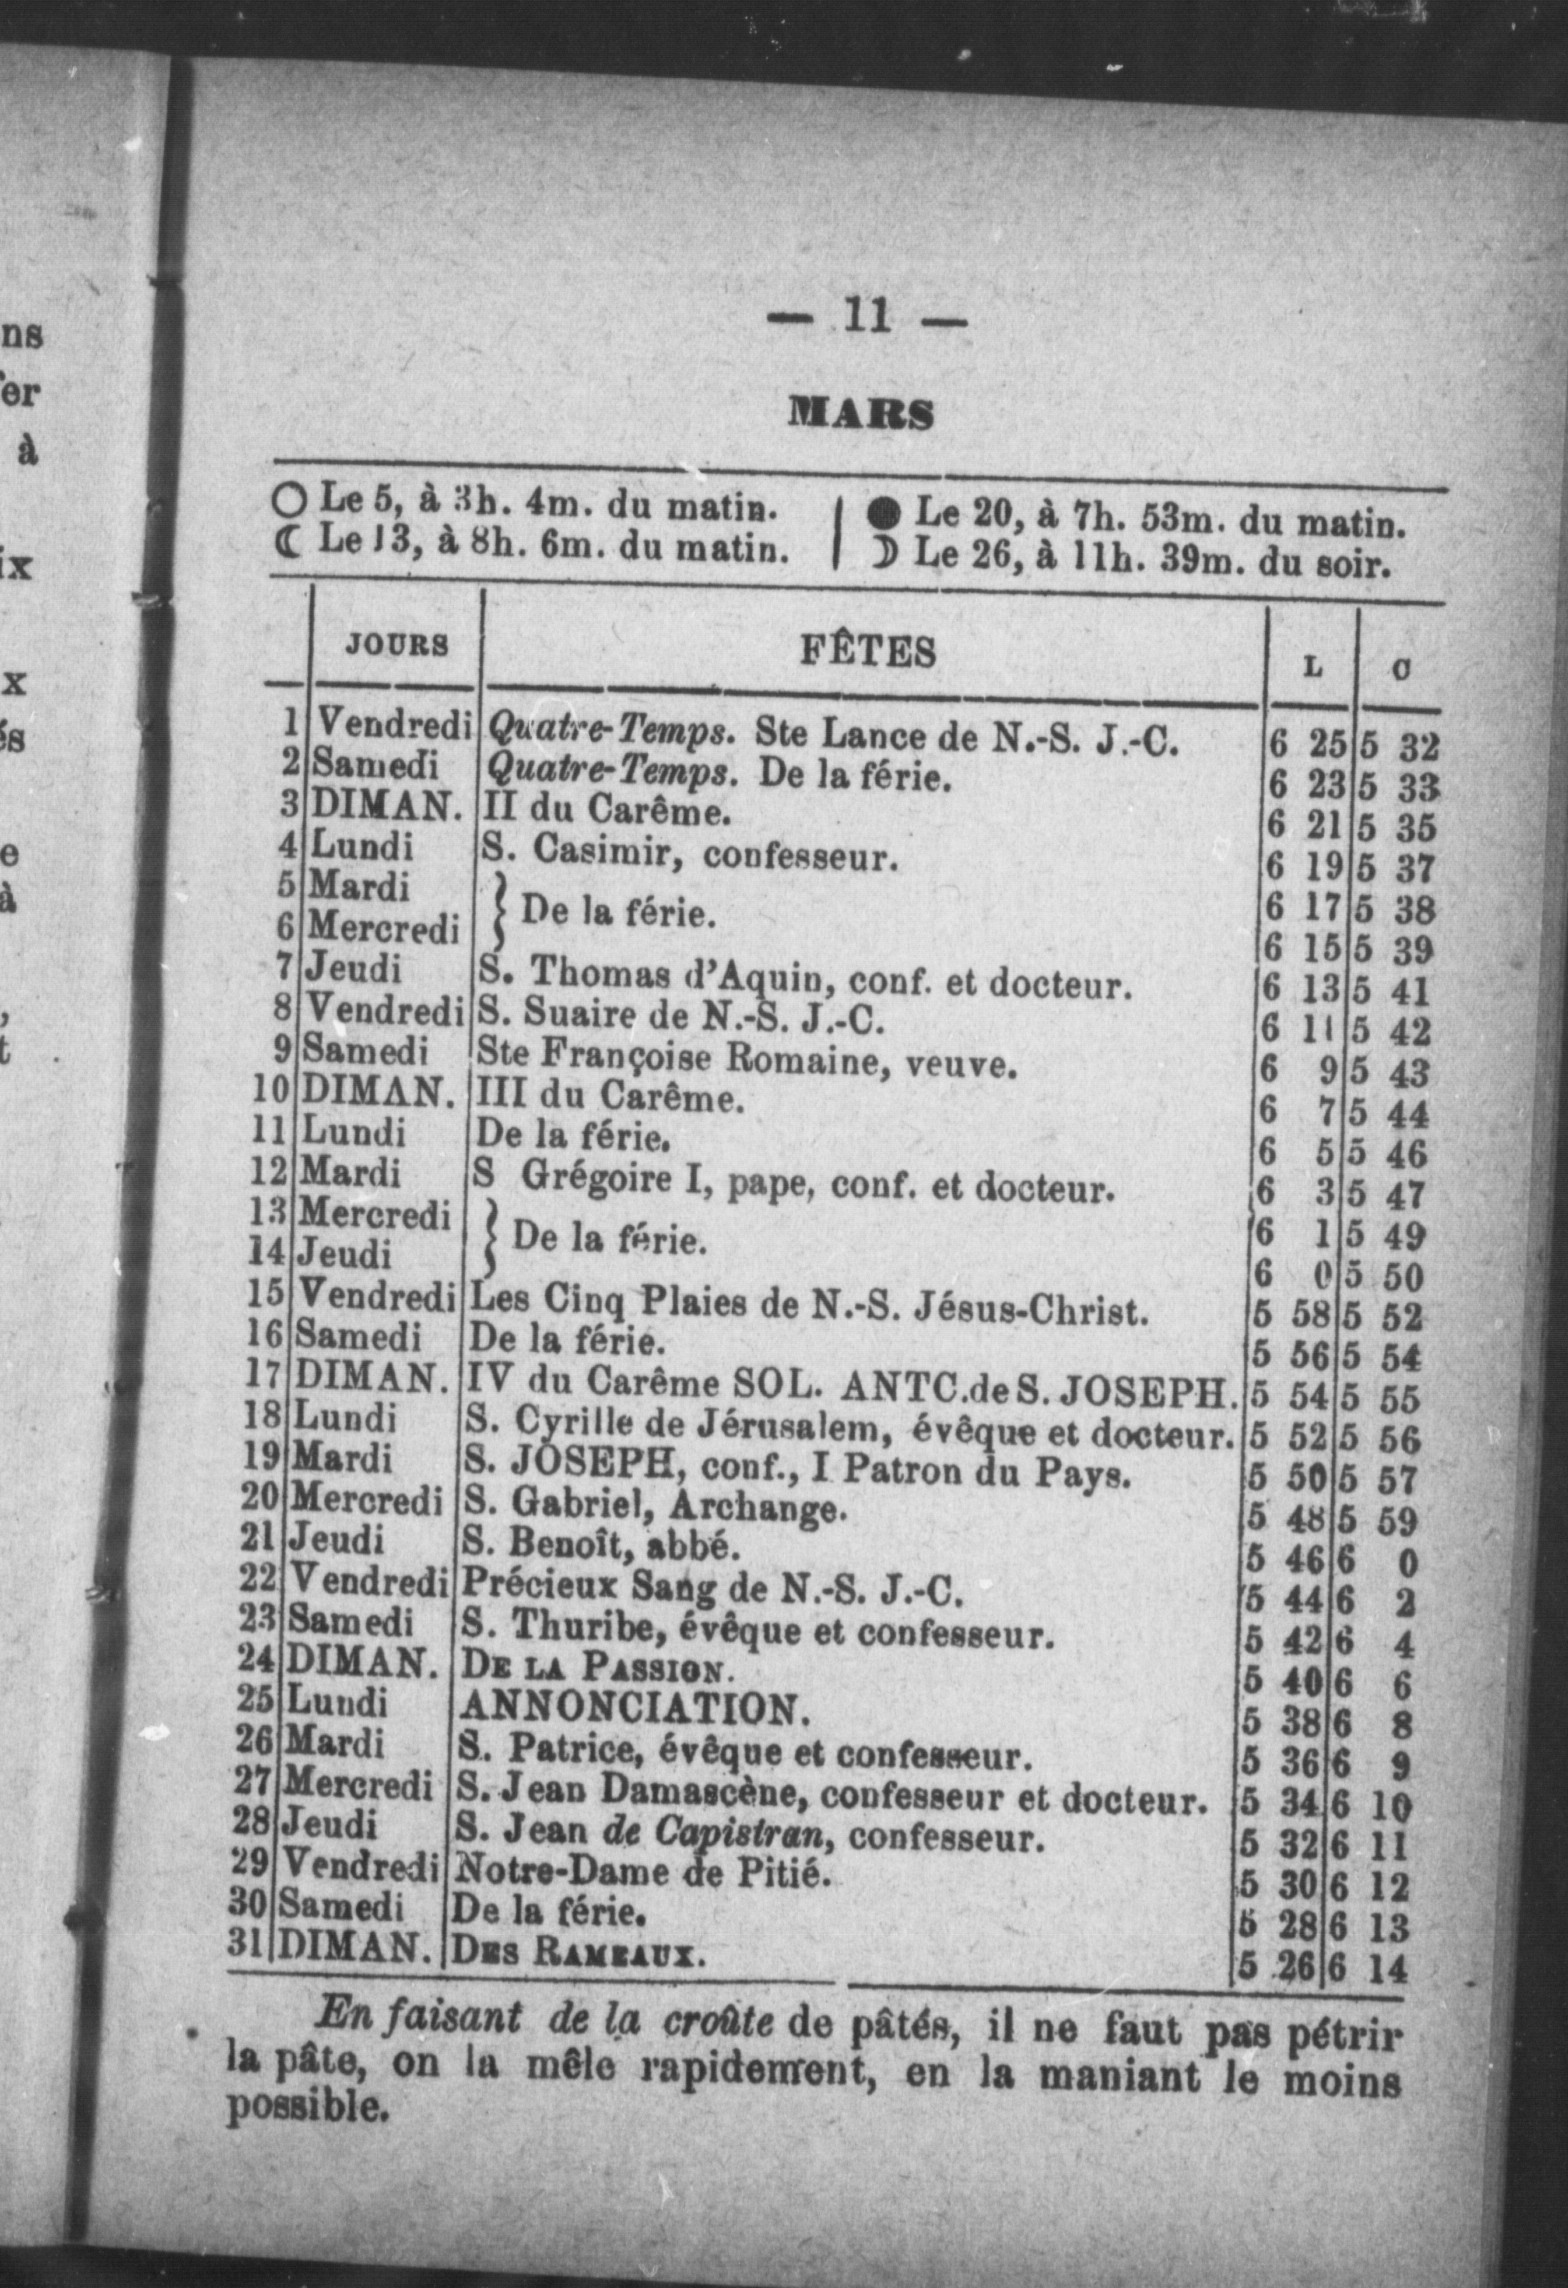 ns
er
à
ix
x
és
e
à
,
t
— 11 —
MARS
○ Le 5, à 3h. 4m. du matin.
☾ Le 13, à 8h. 6m. du matin.
● Le 20, à 7h. 53m. du matin.
☽ Le 26, à 11h. 39m. du soir.
JOURS FÊTES L C
1 Vendredi Quatre-Temps. Ste Lance de N.-S. J.-C. 6 25 5 32
2 Samedi Quatre-Temps. De la férie. 6 23 5 33
3 DIMAN. II du Carême. 6 21 5 35
4 Lundi S. Casimir, confesseur. 6 19 5 37
5 Mardi } De la férie. 6 17 5 38
6 Mercredi 6 15 5 39
7 Jeudi S. Thomas d'Aquin, conf. et docteur. 6 13 5 41
8 Vendredi S. Suaire de N.-S. J.-C. 6 11 5 42
9 Samedi Ste Françoise Romaine, veuve. 6 9 5 43
10 DIMAN. III du Carême. 6 7 5 44
11 Lundi De la férie. 6 5 5 46
12 Mardi S Grégoire I, pape, conf. et docteur. 6 3 5 47
13 Mercredi } De la férie. 6 1 5 49
14 Jeudi 6 0 5 50
15 Vendredi Les Cinq Plaies de N.-S. Jésus-Christ. 5 58 5 52
16 Samedi De la férie. 5 56 5 54
17 DIMAN. IV du Carême SOL. ANTC. de S. JOSEPH. 5 54 5 55
18 Lundi S. Cyrille de Jérusalem, évêque et docteur. 5 52 5 56
19 Mardi S. JOSEPH, conf., I Patron du Pays. 5 50 5 57
20 Mercredi S. Gabriel, Archange. 5 48 5 59
21 Jeudi S. Benoît, abbé. 5 46 6 0
22 Vendredi Précieux Sang de N.-S. J.-C. 5 44 6 2
23 Samedi S. Thuribe, évêque et confesseur. 5 42 6 4
24 DIMAN. DE LA PASSION. 5 40 6 6
25 Lundi ANNONCIATION. 5 38 6 8
26 Mardi S. Patrice, évêque et confesseur. 5 36 6 9
27 Mercredi S. Jean Damascène, confesseur et docteur. 5 34 6 10
28 Jeudi S. Jean de Capistran, confesseur. 5 32 6 11
29 Vendredi Notre-Dame de Pitié. 5 30 6 12
30 Samedi De la férie. 5 28 6 13
31 DIMAN. DES RAMEAUX. 5 26 6 14
En faisant de la croûte de pâtés, il ne faut pas pétrir
la pâte, on la mêle rapidement, en la maniant le moins
possible.